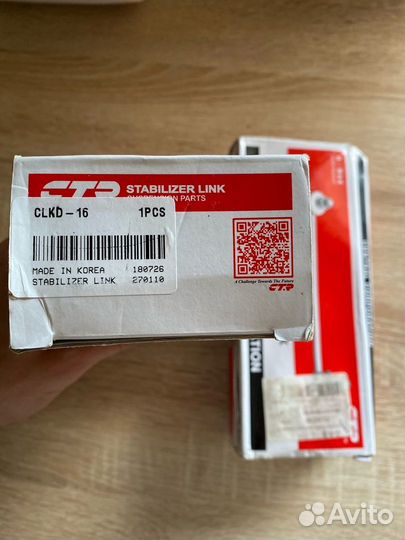 CTR STABILIZER LINK
SUSPENSION PARTS
CLKD-16 1PCS
MADE IN KOREA 180726
STABILIZER LINK 270110
A Challenge Towards The Future
CTR
Avito